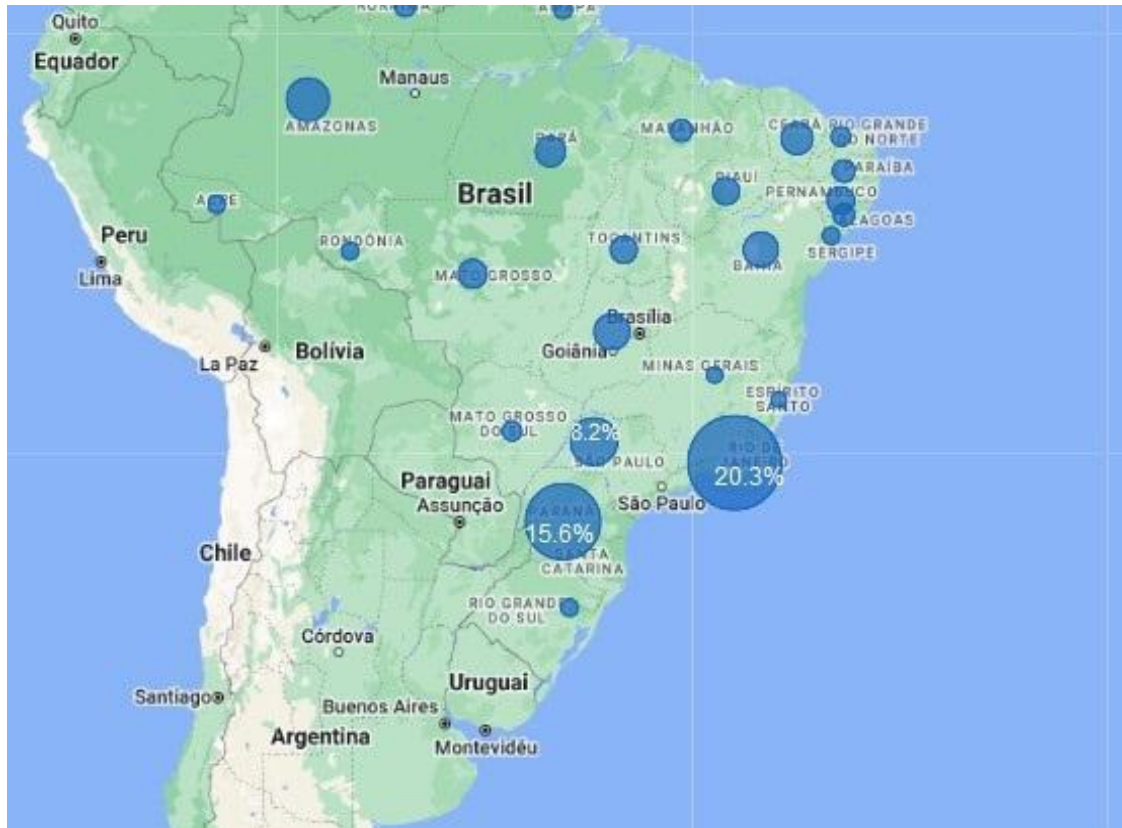 Quito
Equador
Manaus
AMAZONAS
PARÁ
MARANHÃO
CEARÁ
RIO GRANDE
DO NORTE
PARAÍBA
PIAUÍ
PERNAMBUCO
ALAGOAS
SERGIPE
Brasil
ACRE
Peru
Lima
RONDÔNIA
TOCANTINS
BAHIA
MATO GROSSO
Brasília
Goiânia
La Paz
Bolívia
MINAS GERAIS
ESPÍRITO
SANTO
MATO GROSSO
DO SUL
8.2%
SÃO PAULO
RIO DE
JANEIRO
20.3%
Paraguai
Assunção
São Paulo
PARANÁ
15.6%
SANTA
CATARINA
Chile
RIO GRANDE
DO SUL
Córdova
Uruguai
Santiago
Buenos Aires
Argentina
Montevidéu